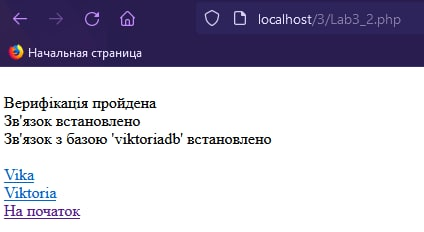 localhost/3/Lab3_2.php
Начальная страница
Верифікація пройдена
Зв'язок встановлено
Зв'язок з базою 'viktoriadb' встановлено
Vika
Viktoria
На початок